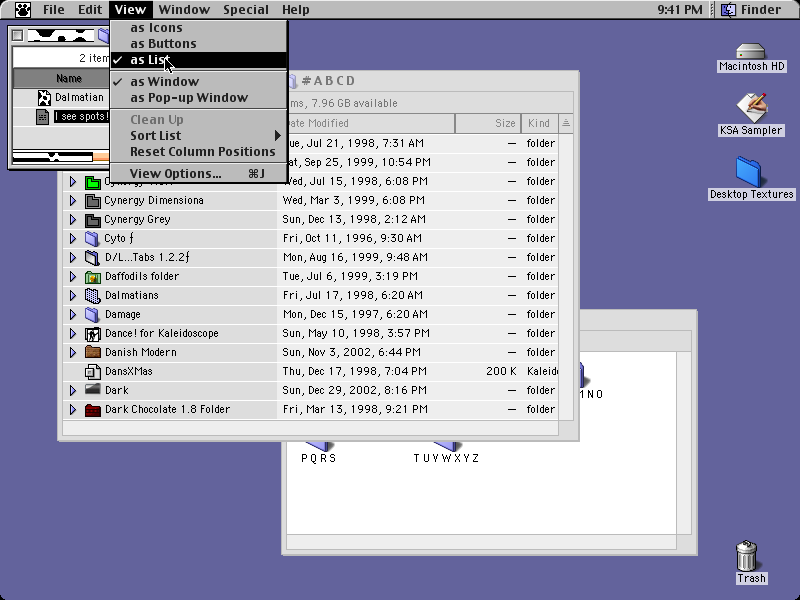 File Edit View Window Special Help 9:41 PM Finder
as Icons
as Buttons
as List
as Window
as Pop-up Window
Clean Up
Sort List
Reset Column Positions
View Options... ⌘J
2 item
Name
Dalmatian
I see spots!
#ABCD
ms, 7.96 GB available
Date Modified Size Kind
Tue, Jul 21, 1998, 7:31 AM — folder
Sat, Sep 25, 1999, 10:54 PM — folder
Wed, Jul 15, 1998, 6:08 PM — folder
Cynergy Dimensiona Wed, Mar 3, 1999, 6:08 PM — folder
Cynergy Grey Sun, Dec 13, 1998, 2:12 AM — folder
Cyto ƒ Fri, Oct 11, 1996, 9:30 AM — folder
D/L...Tabs 1.2.2ƒ Mon, Aug 16, 1999, 9:48 AM — folder
Daffodils folder Tue, Jul 6, 1999, 3:19 PM — folder
Dalmatians Fri, Jul 17, 1998, 6:20 AM — folder
Damage Mon, Dec 15, 1997, 6:20 AM — folder
Dance! for Kaleidoscope Sun, May 10, 1998, 3:57 PM — folder
Danish Modern Sun, Nov 3, 2002, 6:44 PM — folder
DansXMas Thu, Dec 17, 1998, 7:04 PM 200 K Kaleid
Dark Sun, Dec 29, 2002, 8:16 PM — folder
Dark Chocolate 1.8 Folder Fri, Mar 13, 1998, 9:21 PM — folder
PQRS
TUVWXYZ
Macintosh HD
KSA Sampler
Desktop Textures
Trash